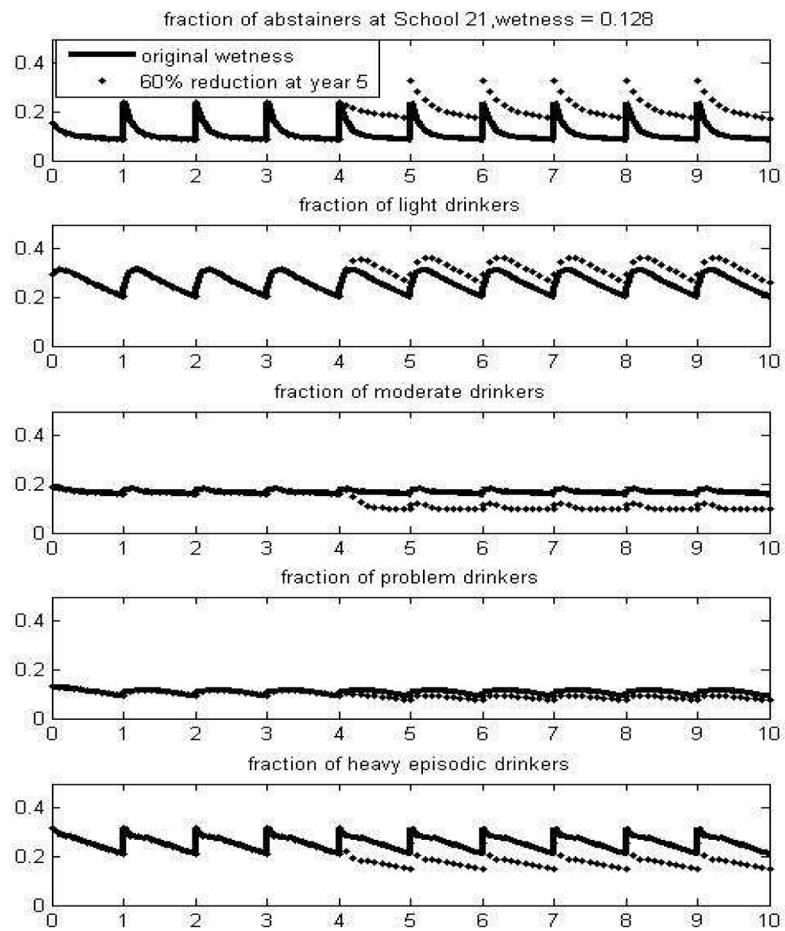 fraction of abstainers at School 21,wetness = 0.128
original wetness
60% reduction at year 5
0.4
0.2
0
0 1 2 3 4 5 6 7 8 9 10
fraction of light drinkers
0.4
0.2
0
0 1 2 3 4 5 6 7 8 9 10
fraction of moderate drinkers
0.4
0.2
0
0 1 2 3 4 5 6 7 8 9 10
fraction of problem drinkers
0.4
0.2
0
0 1 2 3 4 5 6 7 8 9 10
fraction of heavy episodic drinkers
0.4
0.2
0
0 1 2 3 4 5 6 7 8 9 10